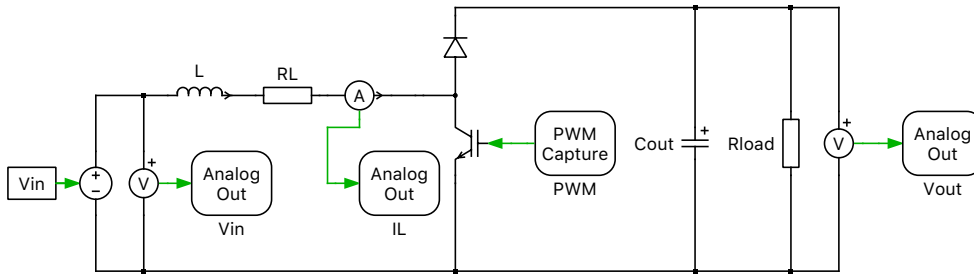 L
RL
A
Vin
V
Analog
Out
Vin
Analog
Out
IL
PWM
Capture
PWM
Cout
Rload
V
Analog
Out
Vout